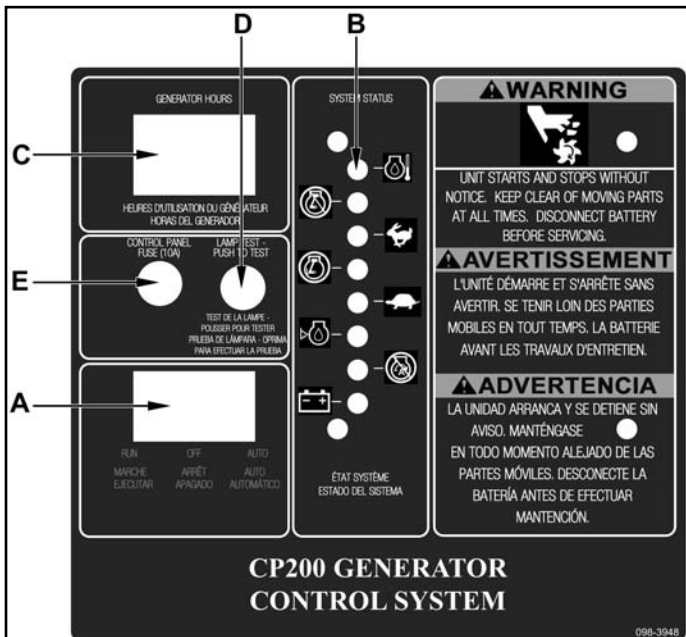 D
B
C
E
A
GENERATOR HOURS
HEURES D'UTILISATION DU GÉNÉRATEUR
HORAS DEL GENERADOR
CONTROL PANEL
FUSE (10A)
LAMP TEST -
PUSH TO TEST
TEST DE LA LAMPE -
POUSSER POUR TESTER
PRUEBA DE LÁMPARA - OPRIMA
PARA EFECTUAR LA PRUEBA
RUN OFF AUTO
MARCHE ARRÊT AUTO
EJECUTAR APAGADO AUTOMÁTICO
SYSTEM STATUS
ÉTAT SYSTÈME
ESTADO DEL SISTEMA
WARNING
UNIT STARTS AND STOPS WITHOUT
NOTICE. KEEP CLEAR OF MOVING PARTS
AT ALL TIMES. DISCONNECT BATTERY
BEFORE SERVICING.
AVERTISSEMENT
L'UNITÉ DÉMARRE ET S'ARRÊTE SANS
AVERTIR. SE TENIR LOIN DES PARTIES
MOBILES EN TOUT TEMPS. LA BATTERIE
AVANT LES TRAVAUX D'ENTRETIEN.
ADVERTENCIA
LA UNIDAD ARRANCA Y SE DETIENE SIN
AVISO. MANTÉNGASE
EN TODO MOMENTO ALEJADO DE LAS
PARTES MÓVILES. DESCONECTE LA
BATERÍA ANTES DE EFECTUAR
MANTENCIÓN.
CP200 GENERATOR
CONTROL SYSTEM
098-3948